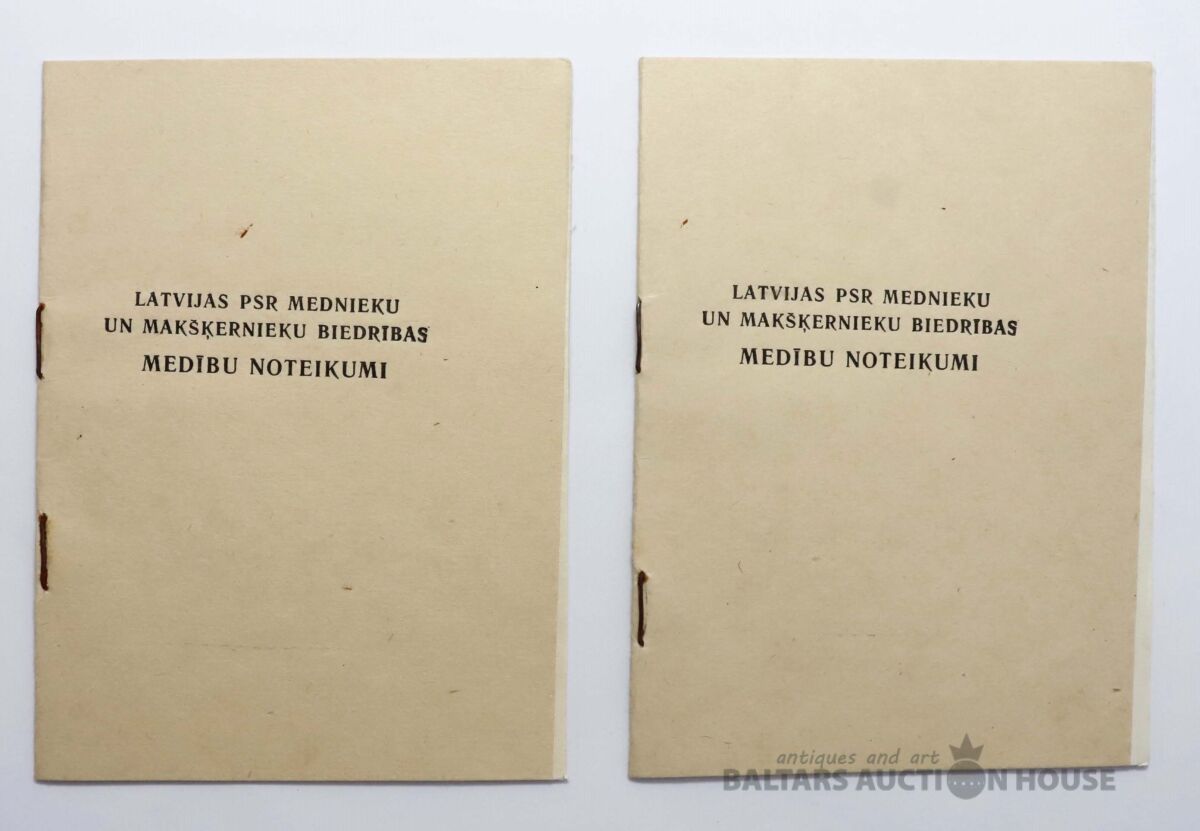 LATVIJAS PSR MEDNIEKU
UN MAKŠĶERNIEKU BIEDRĪBAS
MEDĪBU NOTEIKUMI
LATVIJAS PSR MEDNIEKU
UN MAKŠĶERNIEKU BIEDRĪBAS
MEDĪBU NOTEIKUMI
antiques and art
BALTARS AUCTION HOUSE